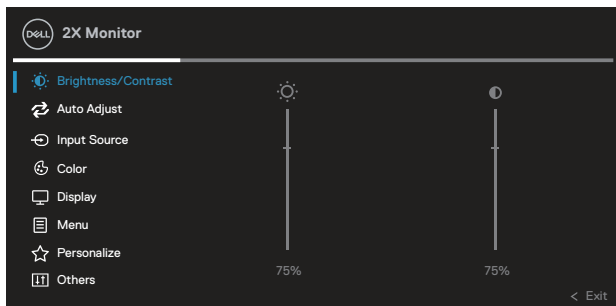 DELL 2X Monitor
Brightness/Contrast
Auto Adjust
Input Source
Color
Display
Menu
Personalize
Others
75% 75%
< Exit